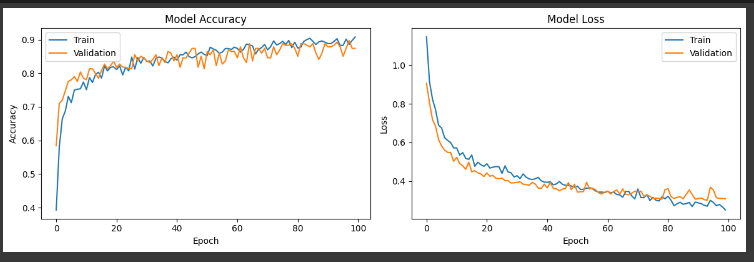 Model Accuracy
0.9
0.8
0.7
0.6
0.5
0.4
Accuracy
0
20
40
60
80
100
Epoch
Train
Validation
Model Loss
1.0
0.8
0.6
0.4
Loss
0
20
40
60
80
100
Epoch
Train
Validation